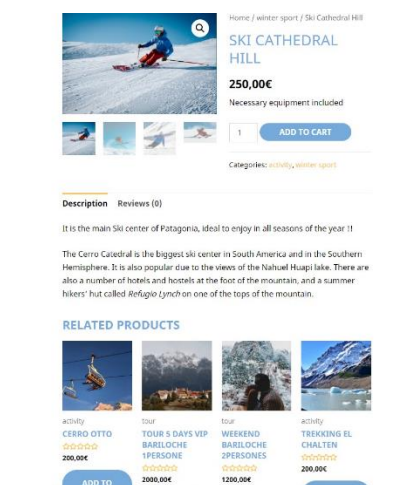 Home / winter sport / Ski Cathedral Hill
SKI CATHEDRAL
HILL
250,00€
Necessary equipment included
1
ADD TO CART
Categories: activity, winter sport
Description Reviews (0)
It is the main Ski center of Patagonia, ideal to enjoy in all seasons of the year !!
The Cerro Catedral is the biggest ski center in South America and in the Southern
Hemisphere. It is also popular due to the views of the Nahuel Huapi lake. There are
also a number of hotels and hostels at the foot of the mountain, and a summer
hikers' hut called Refugio Lynch on one of the tops of the mountain.
RELATED PRODUCTS
activity
CERRO OTTO
200,00€
ADD TO
tour
TOUR 5 DAYS VIP
BARILOCHE
1PERSONE
2000,00€
tour
WEEKEND
BARILOCHE
2PERSONES
1200,00€
activity
TREKKING EL
CHALTEN
200,00€